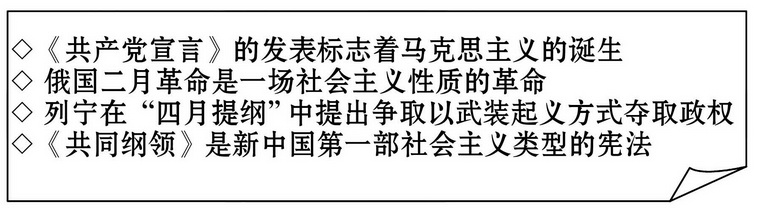 ◇《共产党宣言》的发表标志着马克思主义的诞生
◇ 俄国二月革命是一场社会主义性质的革命
◇ 列宁在“四月提纲”中提出争取以武装起义方式夺取政权
◇《共同纲领》是新中国第一部社会主义类型的宪法